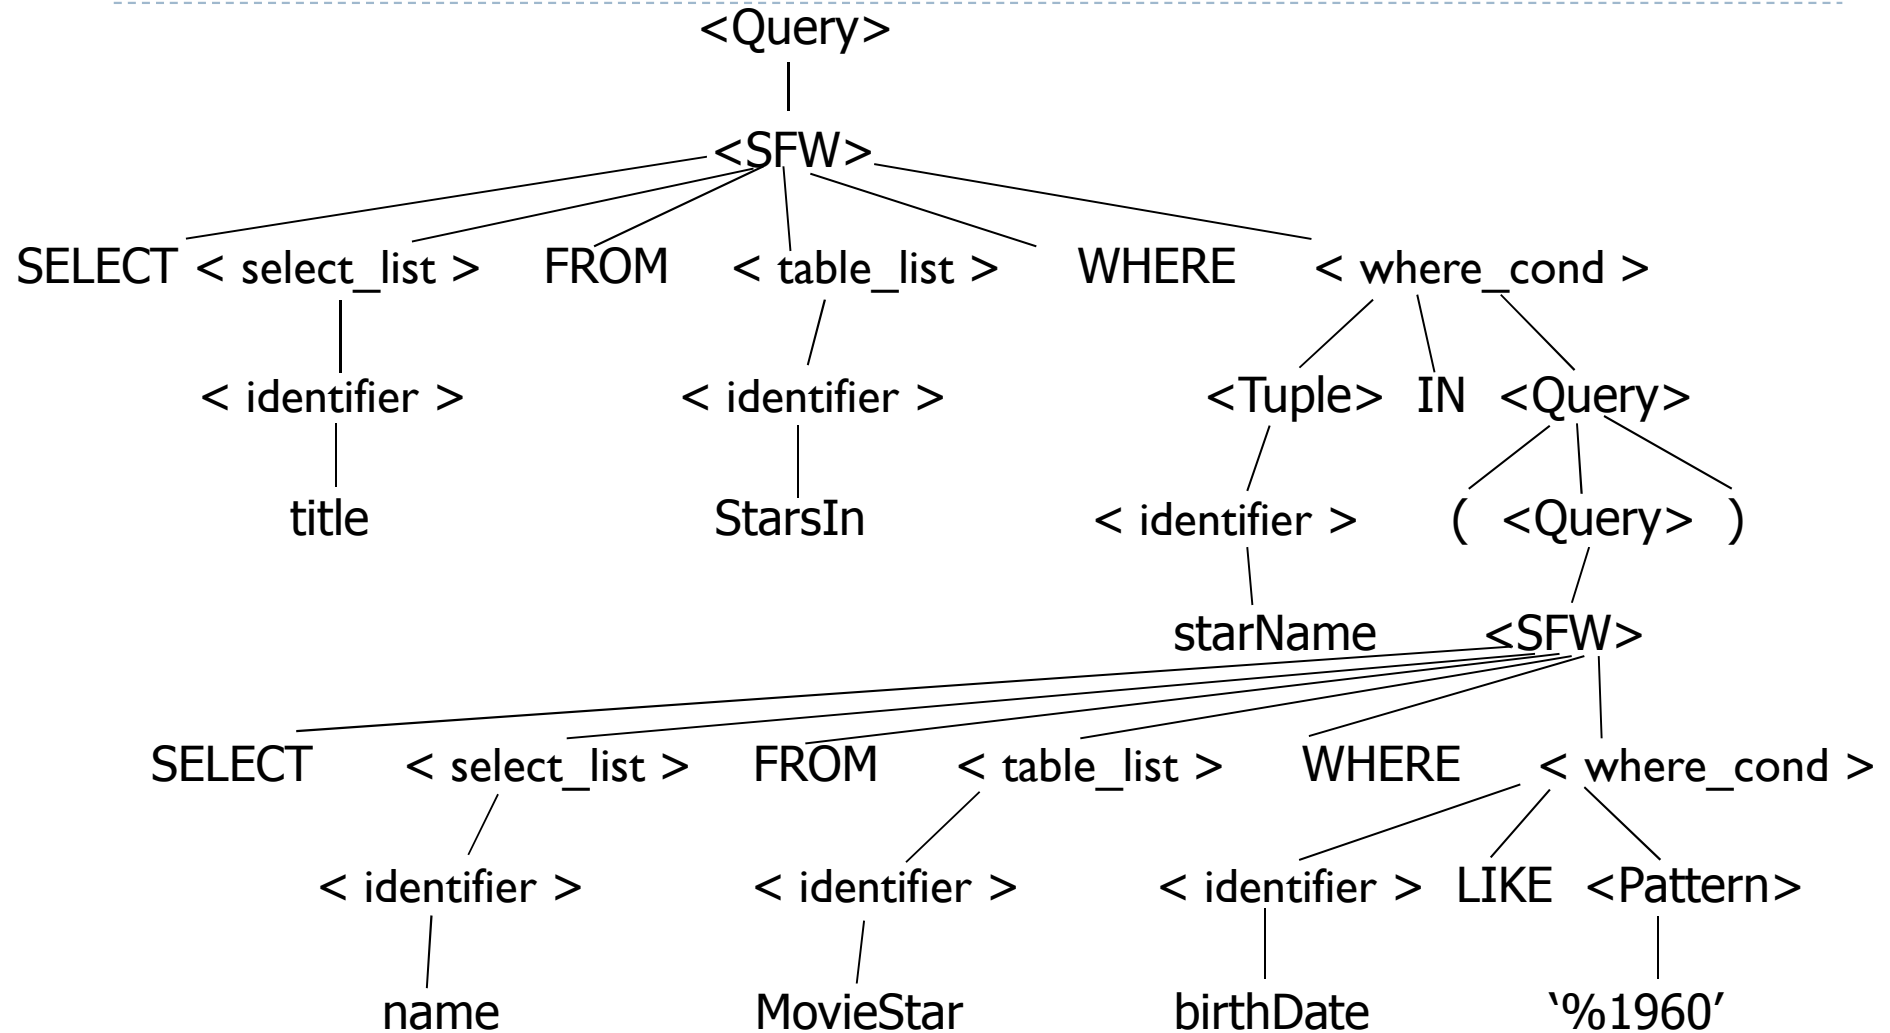 <Query>
<SFW>
SELECT < select_list > FROM < table_list > WHERE < where_cond >
< identifier > < identifier > <Tuple> IN <Query>
title StarsIn < identifier > ( <Query> )
starName <SFW>
SELECT < select_list > FROM < table_list > WHERE < where_cond >
< identifier > < identifier > < identifier > LIKE <Pattern>
name MovieStar birthDate ‘%1960’